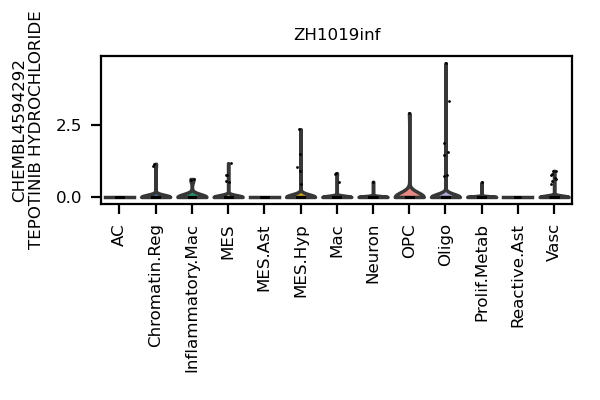 ZH1019inf
CHEMBL4594292
TEPOTINIB HYDROCHLORIDE
2.5
0.0
AC
Chromatin.Reg
Inflammatory.Mac
MES
MES.Ast
MES.Hyp
Mac
Neuron
OPC
Oligo
Prolif.Metab
Reactive.Ast
Vasc